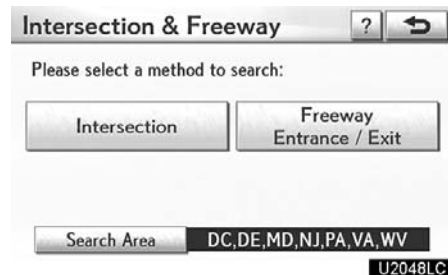 Intersection & Freeway ?
Please select a method to search:
Intersection
Freeway
Entrance / Exit
Search Area DC,DE,MD,NJ,PA,VA,WV
U2048LC